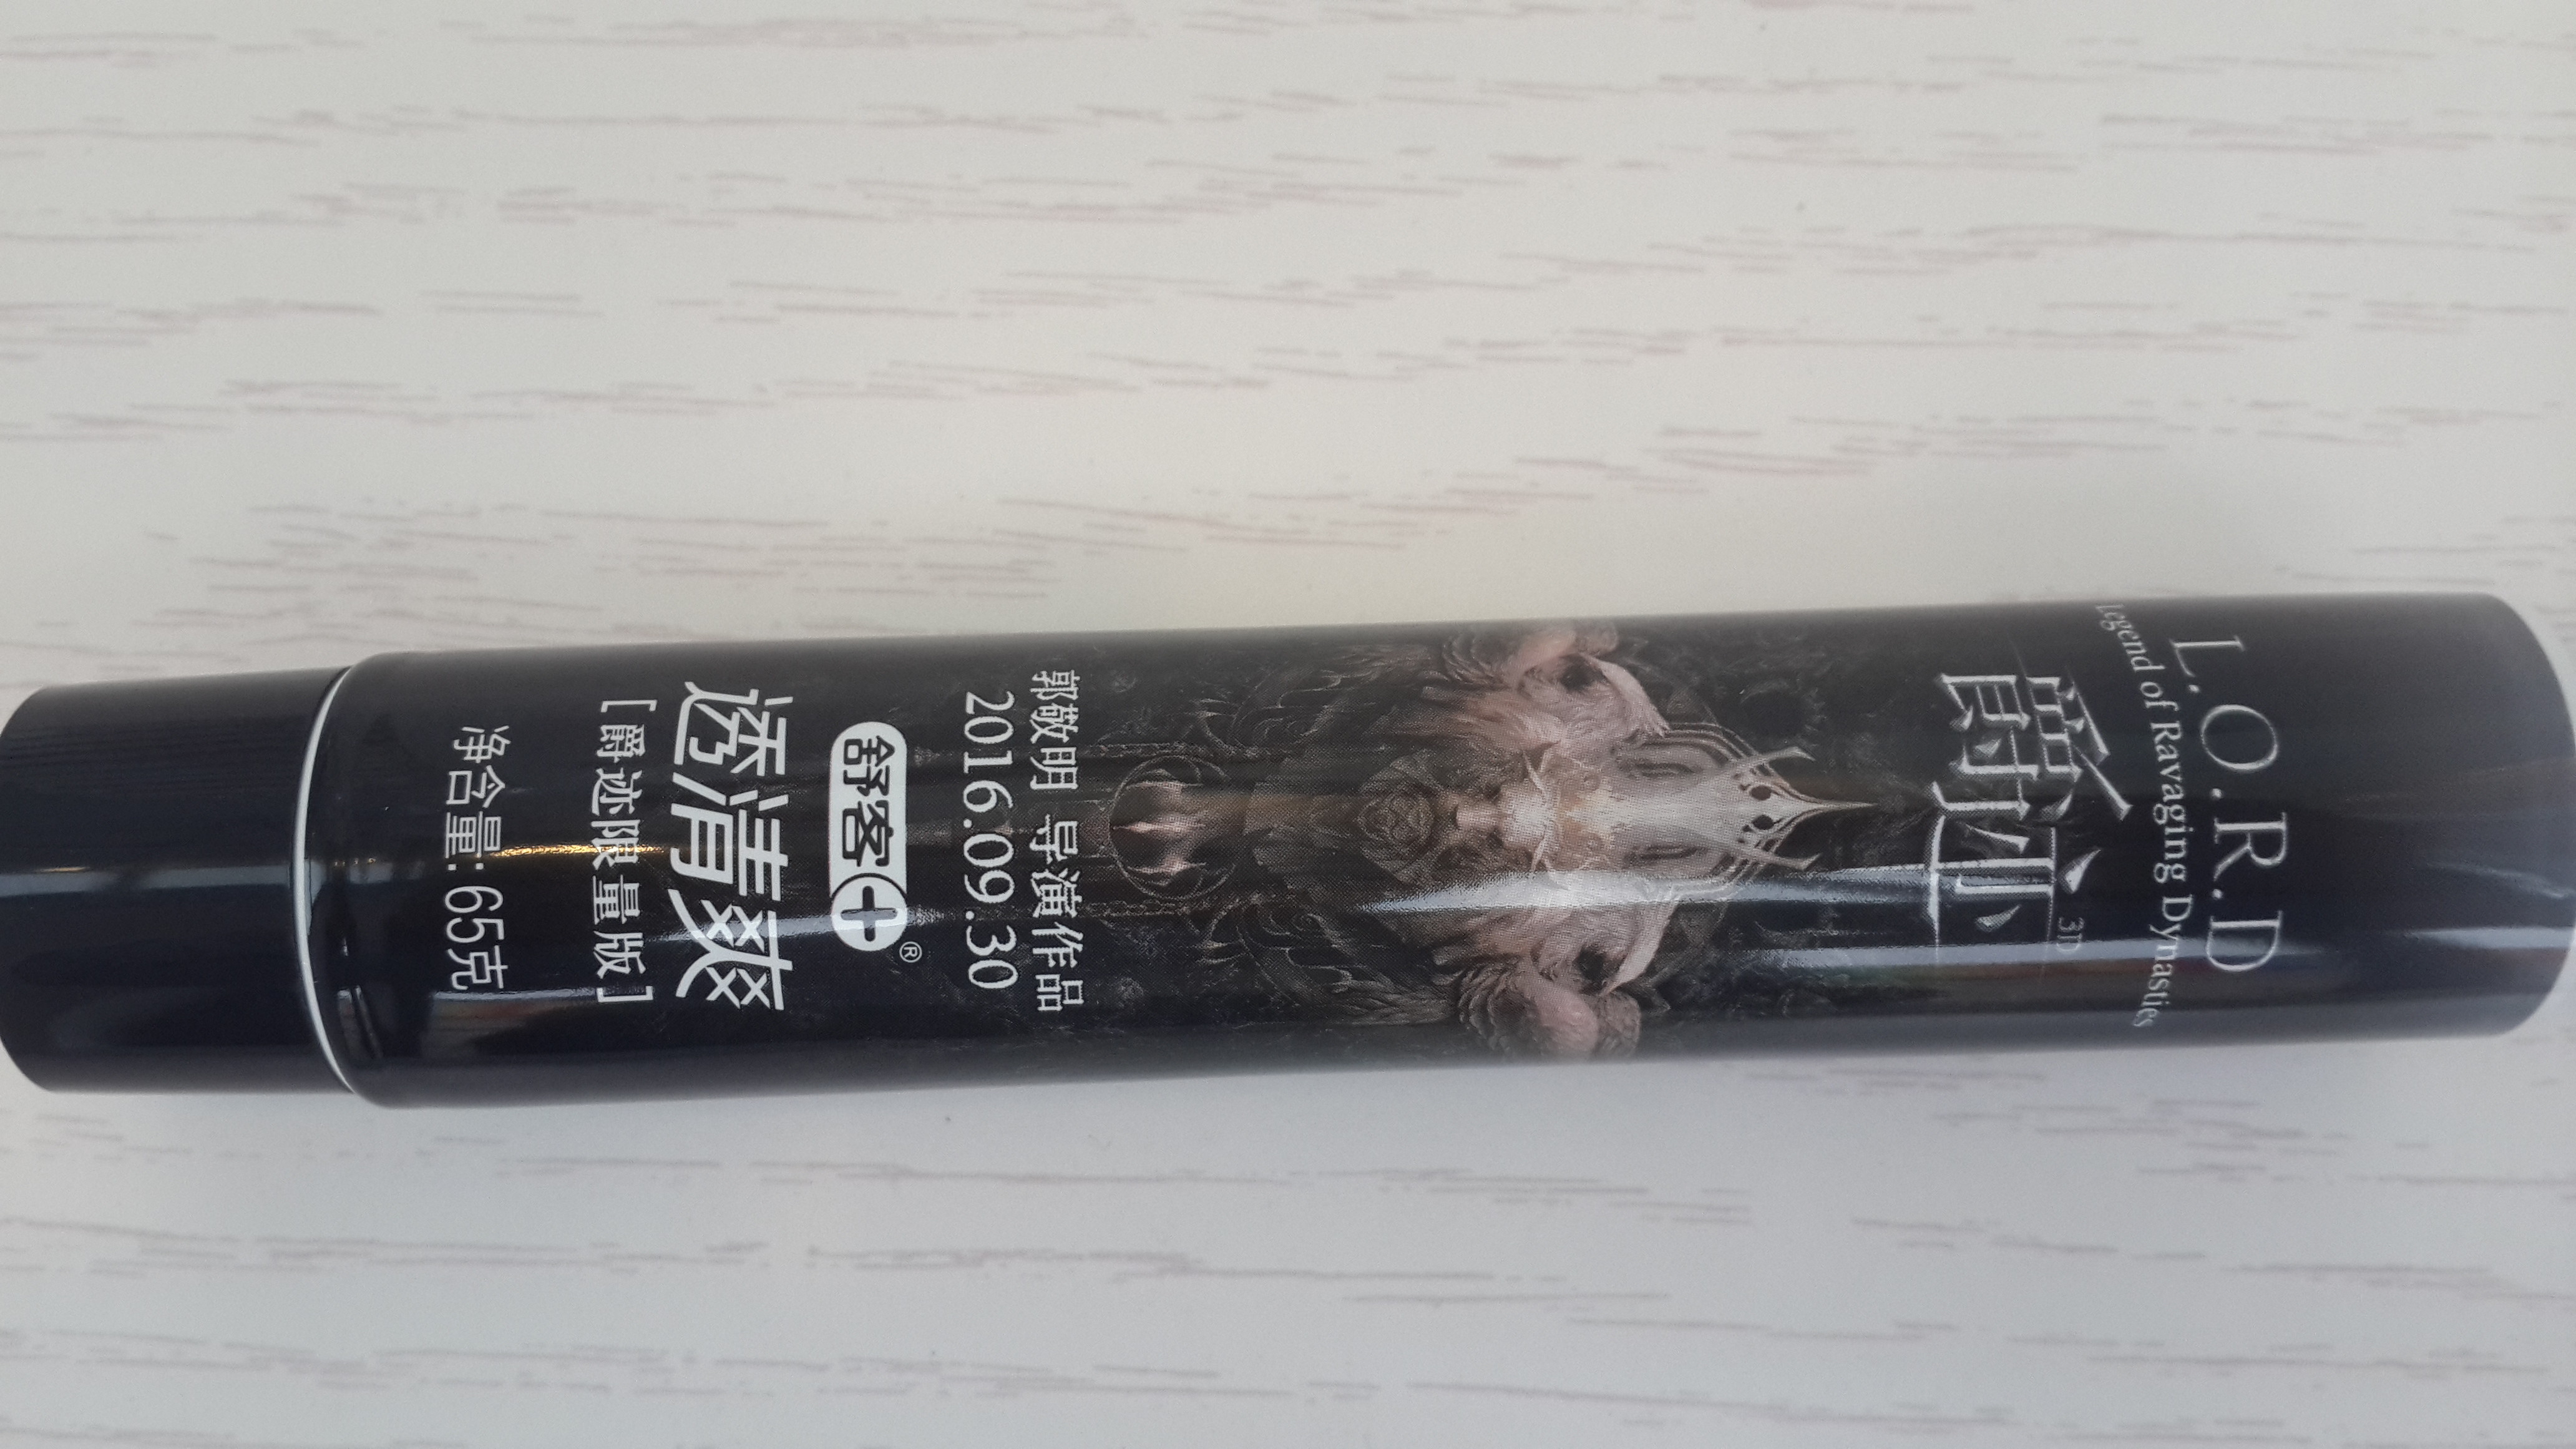 L.O.R.D
Legend of Ravaging Dynasties
爵迹
3D
郭敬明 导演作品
2016.09.30
舒客+®
透清爽
[爵迹限量版]
净含量:65克